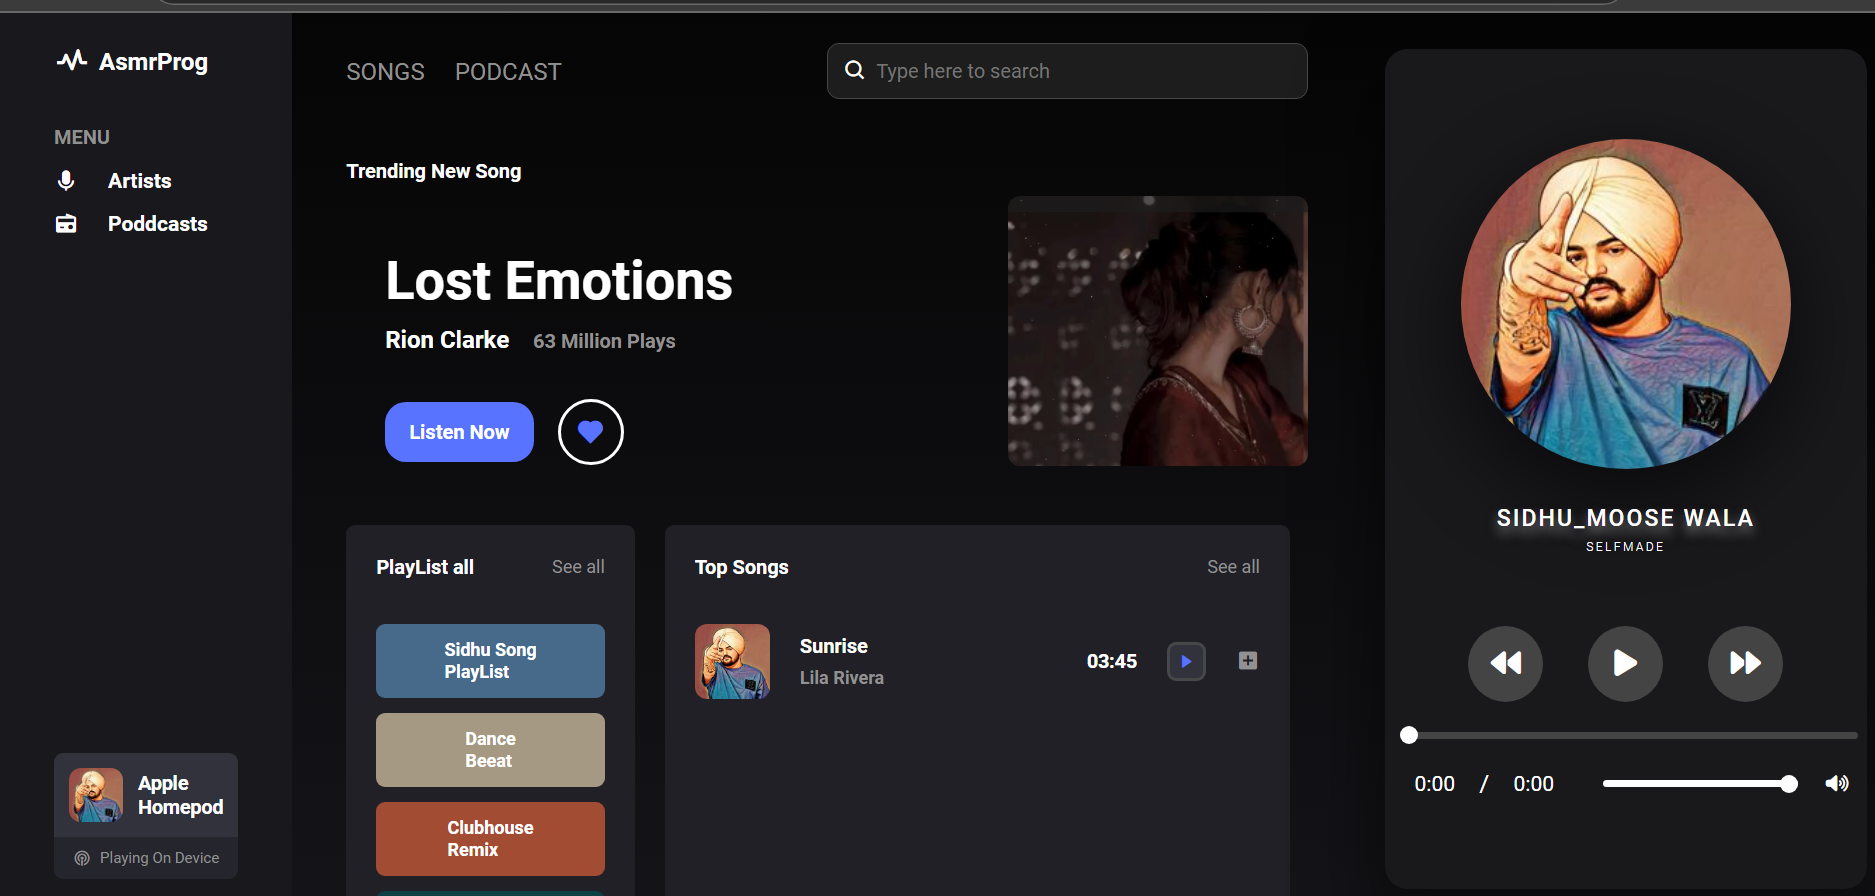 AsmrProg
MENU
Artists
Poddcasts
Apple
Homepod
Playing On Device
SONGS PODCAST
Type here to search
Trending New Song
Lost Emotions
Rion Clarke 63 Million Plays
Listen Now
PlayList all See all
Sidhu Song
PlayList
Dance
Beeat
Clubhouse
Remix
Top Songs See all
Sunrise
Lila Rivera
03:45
SIDHU_MOOSE WALA
SELFMADE
0:00 / 0:00